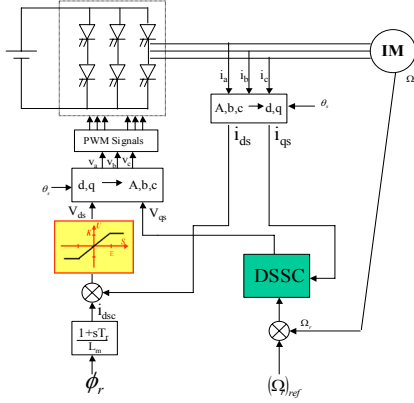 IM
Ω
i_a i_b i_c
A,b,c → d,q
θ_s
i_ds i_qs
PWM Signals
v_a v_b v_c
θ_s
d,q → A,b,c
V_ds V_qs
K U
S
E
DSSC
i_dsc
Ω_r
1+sT_r
L_m
ϕ_r
(Ω_r)_ref